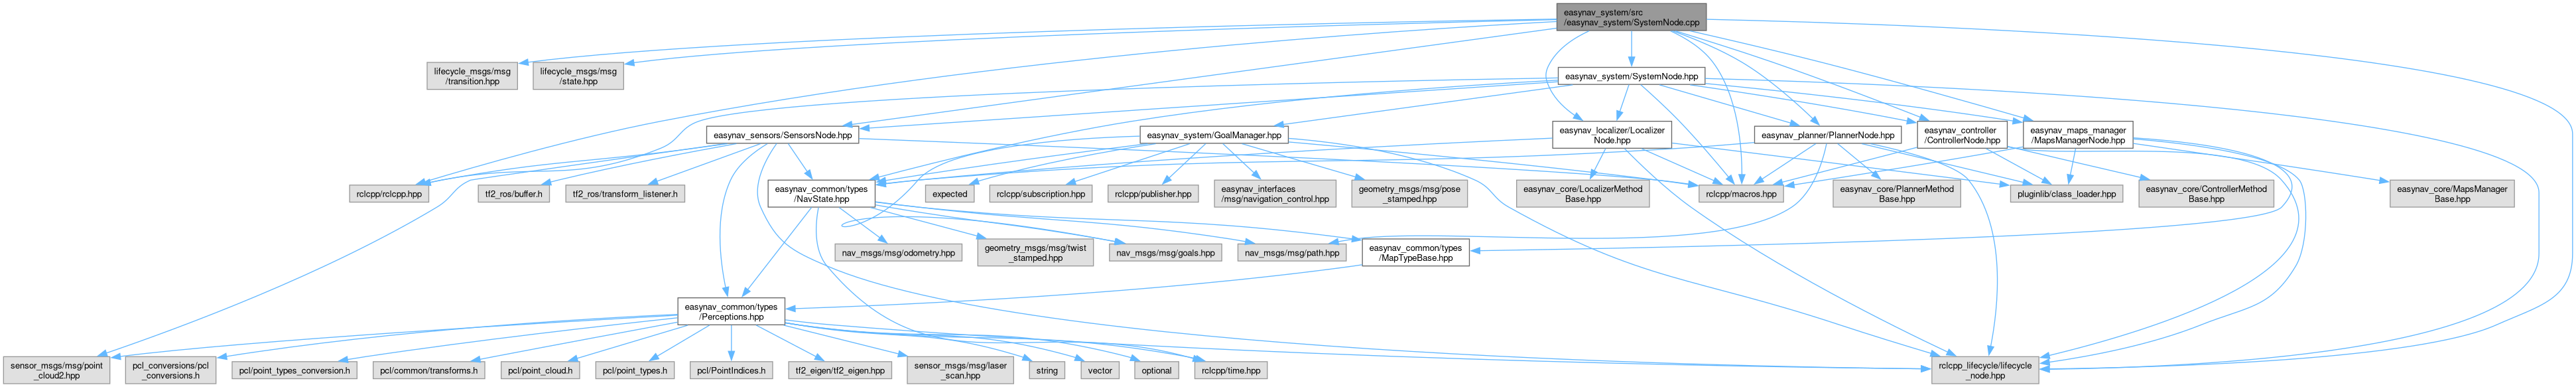 easynav_system/src
/easynav_system/SystemNode.cpp
lifecycle_msgs/msg
/transition.hpp
lifecycle_msgs/msg
/state.hpp
easynav_system/SystemNode.hpp
easynav_sensors/SensorsNode.hpp
easynav_system/GoalManager.hpp
easynav_localizer/Localizer
Node.hpp
easynav_planner/PlannerNode.hpp
easynav_controller
/ControllerNode.hpp
easynav_maps_manager
/MapsManagerNode.hpp
rclcpp/rclcpp.hpp
tf2_ros/buffer.h
tf2_ros/transform_listener.h
easynav_common/types
/NavState.hpp
expected
rclcpp/subscription.hpp
rclcpp/publisher.hpp
easynav_interfaces
/msg/navigation_control.hpp
geometry_msgs/msg/pose
_stamped.hpp
easynav_core/LocalizerMethod
Base.hpp
rclcpp/macros.hpp
easynav_core/PlannerMethod
Base.hpp
pluginlib/class_loader.hpp
easynav_core/ControllerMethod
Base.hpp
easynav_core/MapsManager
Base.hpp
nav_msgs/msg/odometry.hpp
geometry_msgs/msg/twist
_stamped.hpp
nav_msgs/msg/goals.hpp
nav_msgs/msg/path.hpp
easynav_common/types
/MapTypeBase.hpp
easynav_common/types
/Perceptions.hpp
sensor_msgs/msg/point
_cloud2.hpp
pcl_conversions/pcl
_conversions.h
pcl/point_types_conversion.h
pcl/common/transforms.h
pcl/point_cloud.h
pcl/point_types.h
pcl/PointIndices.h
tf2_eigen/tf2_eigen.hpp
sensor_msgs/msg/laser
_scan.hpp
string
vector
optional
rclcpp/time.hpp
rclcpp_lifecycle/lifecycle
_node.hpp